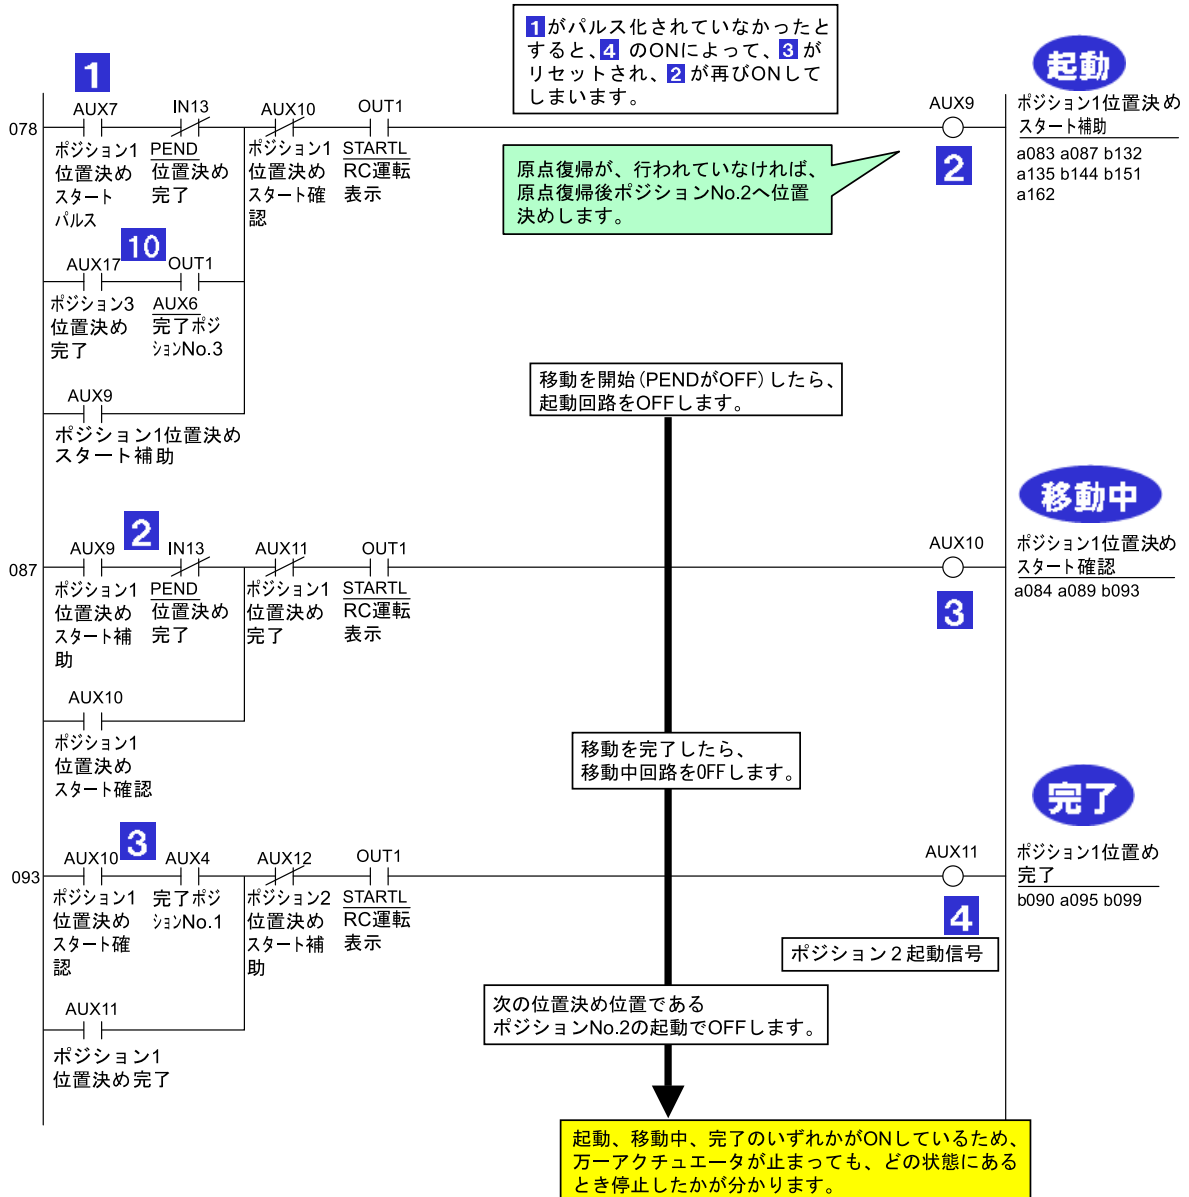 1がパルス化されていなかったと
すると、4 のONによって、3 が
リセットされ、2 が再びONして
しまいます。
起動
1
AUX7
IN13
AUX10
OUT1
AUX9
ポジション1位置決め
スタート補助
078
ポジション1
位置決め
スタート
パルス
PEND
位置決め
完了
ポジション1
位置決め
スタート確
認
STARTL
RC運転
表示
原点復帰が、行われていなければ、
原点復帰後ポジションNo.2へ位置
決めします。
2
a083 a087 b132
a135 b144 b151
a162
10
AUX17
OUT1
ポジション3
位置決め
完了
AUX6
完了ポジ
ションNo.3
AUX9
ポジション1位置決め
スタート補助
移動を開始(PENDがOFF)したら、
起動回路をOFFします。
移動中
2
AUX9
IN13
AUX11
OUT1
AUX10
ポジション1位置決め
スタート確認
087
ポジション1
位置決め
スタート補
助
PEND
位置決め
完了
ポジション1
位置決め
完了
STARTL
RC運転
表示
3
a084 a089 b093
AUX10
ポジション1
位置決め
スタート確認
移動を完了したら、
移動中回路をOFFします。
完了
3
AUX10
AUX4
AUX12
OUT1
AUX11
ポジション1位置め
完了
093
ポジション1
位置決め
スタート確
認
完了ポジ
ションNo.1
ポジション2
位置決め
スタート補
助
STARTL
RC運転
表示
4
b090 a095 b099
ポジション2起動信号
AUX11
ポジション1
位置決め完了
次の位置決め位置である
ポジションNo.2の起動でOFFします。
起動、移動中、完了のいずれかがONしているため、
万一アクチュエータが止まっても、どの状態にある
とき停止したかが分かります。